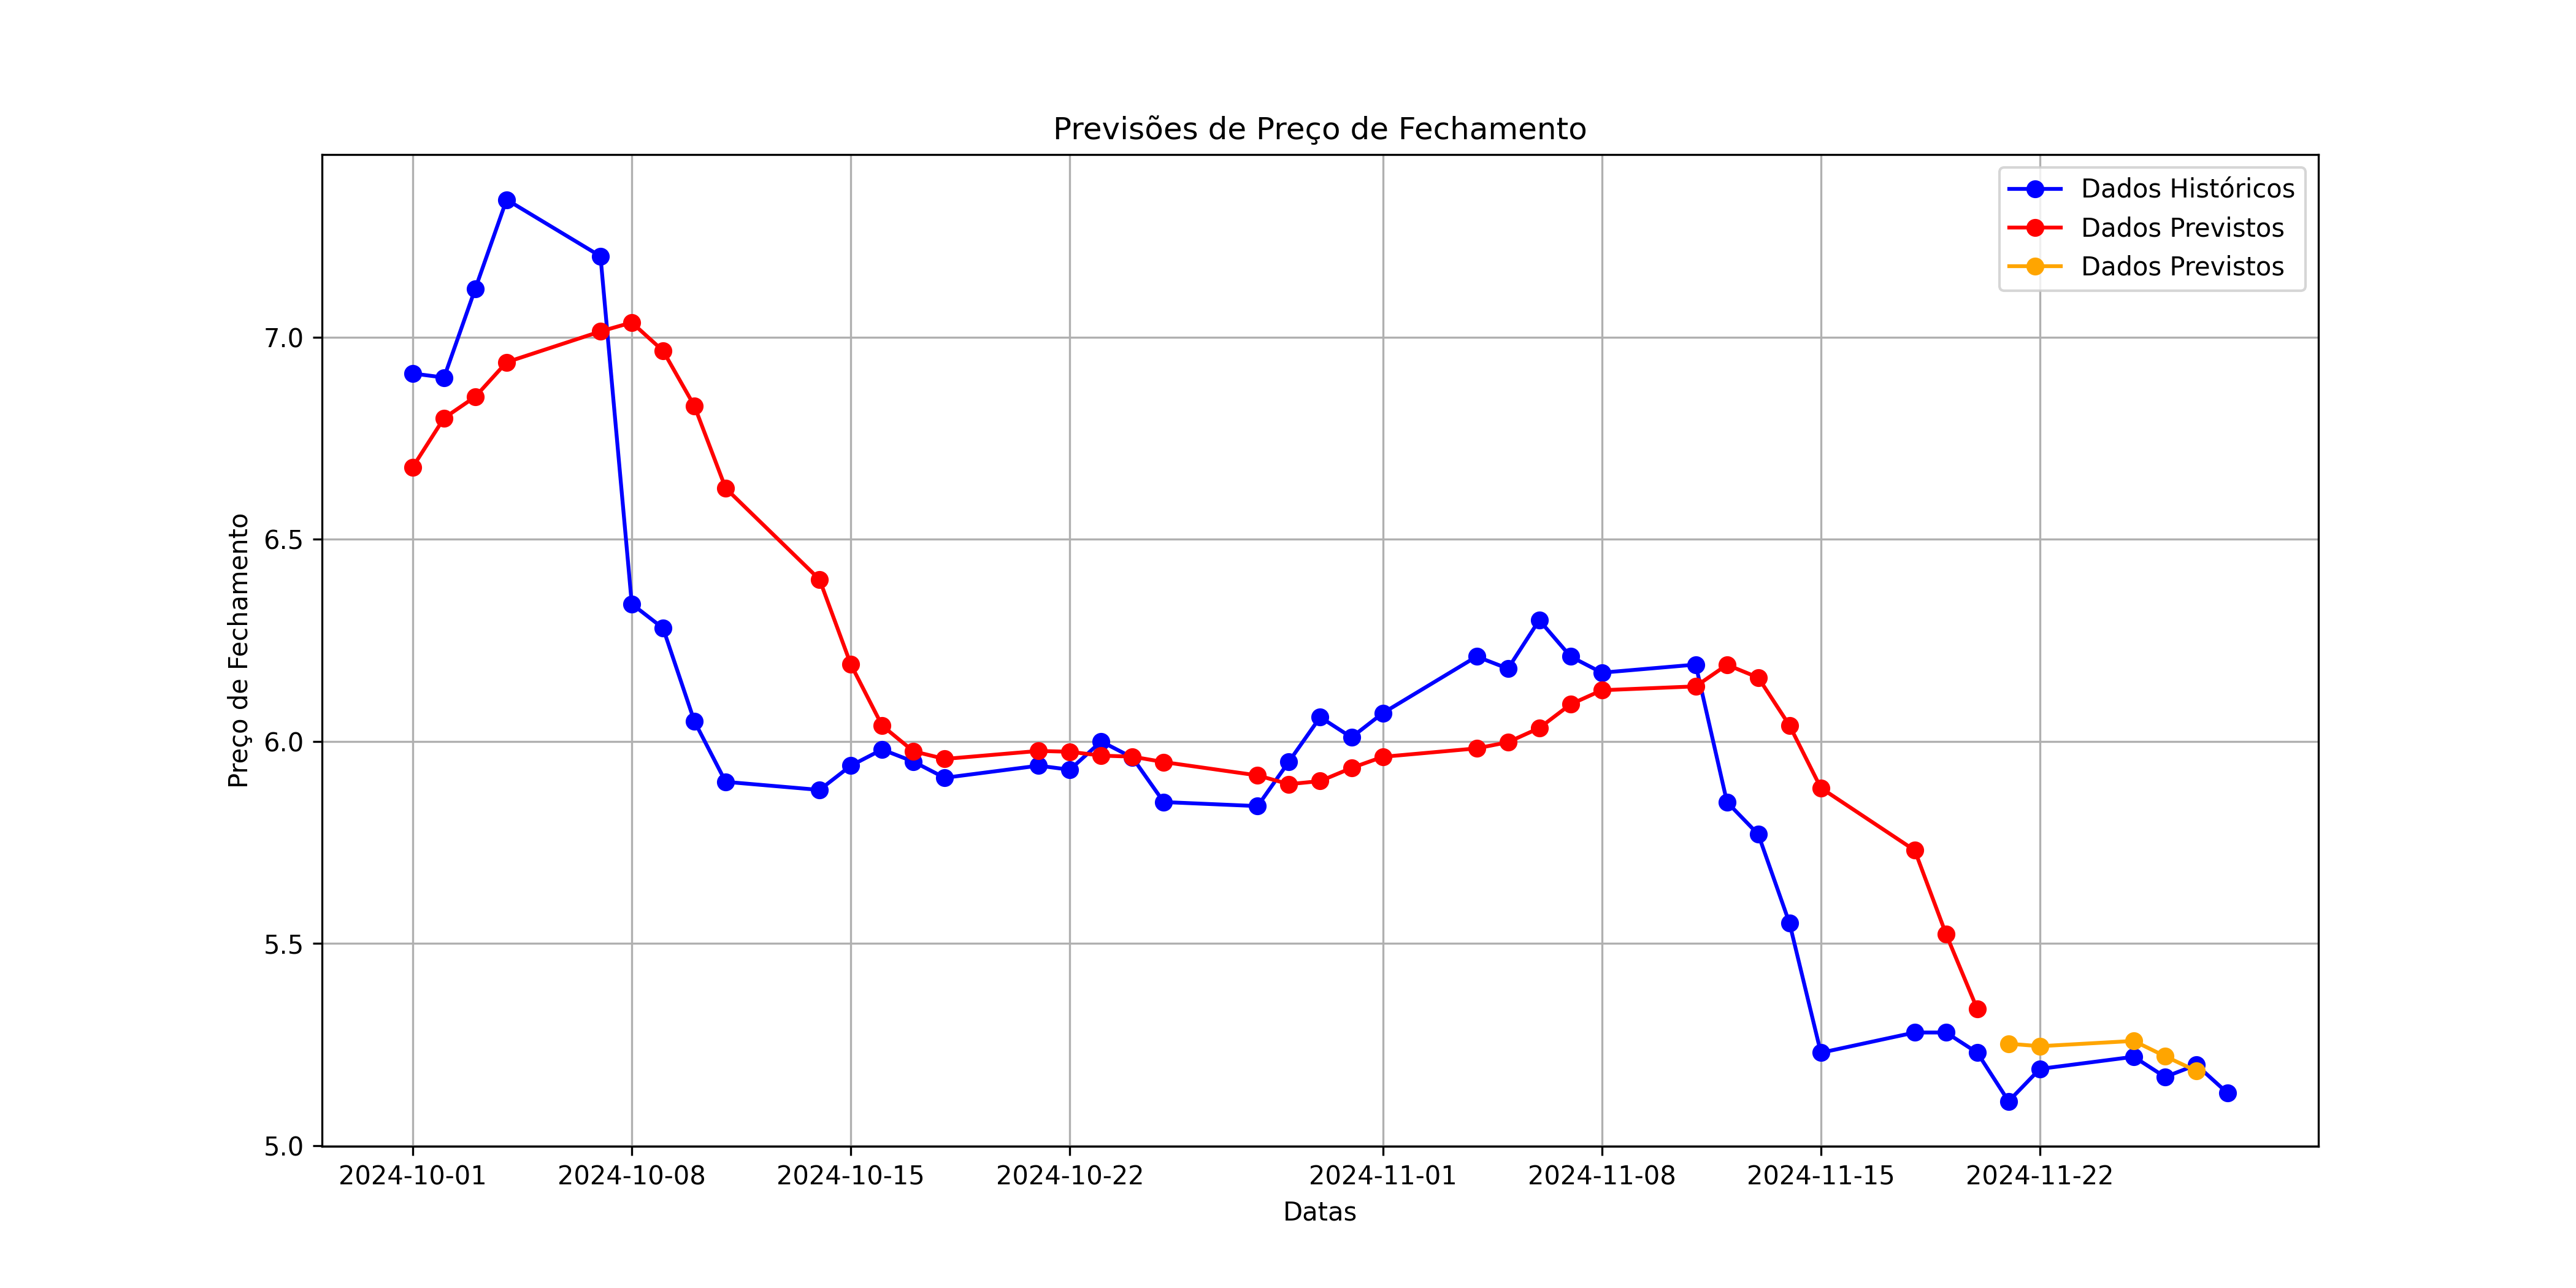 Previsões de Preço de Fechamento
Dados Históricos
Dados Previstos
Dados Previstos
Preço de Fechamento
7.0
6.5
6.0
5.5
5.0
2024-10-01 2024-10-08 2024-10-15 2024-10-22 2024-11-01 2024-11-08 2024-11-15 2024-11-22
Datas